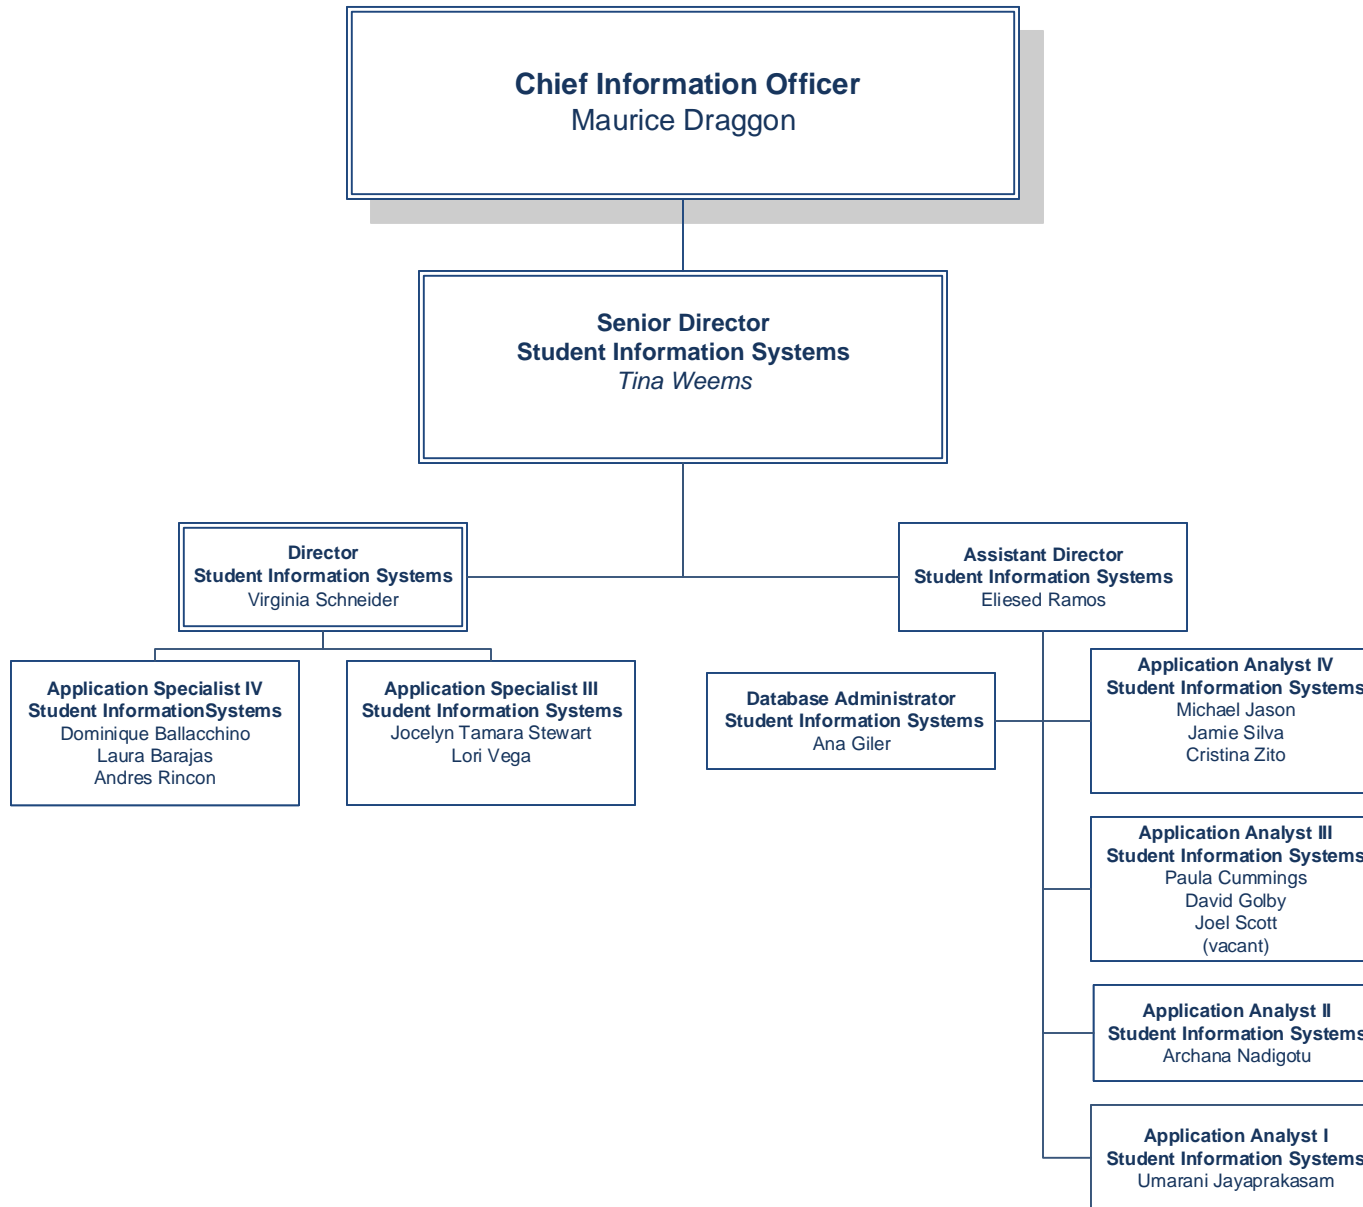 Chief Information Officer
Maurice Draggon
Senior Director
Student Information Systems
Tina Weems
Director
Student Information Systems
Virginia Schneider
Assistant Director
Student Information Systems
Eliesed Ramos
Application Specialist IV
Student InformationSystems
Dominique Ballacchino
Laura Barajas
Andres Rincon
Application Specialist III
Student Information Systems
Jocelyn Tamara Stewart
Lori Vega
Database Administrator
Student Information Systems
Ana Giler
Application Analyst IV
Student Information Systems
Michael Jason
Jamie Silva
Cristina Zito
Application Analyst III
Student Information Systems
Paula Cummings
David Golby
Joel Scott
(vacant)
Application Analyst II
Student Information Systems
Archana Nadigotu
Application Analyst I
Student Information Systems
Umarani Jayaprakasam